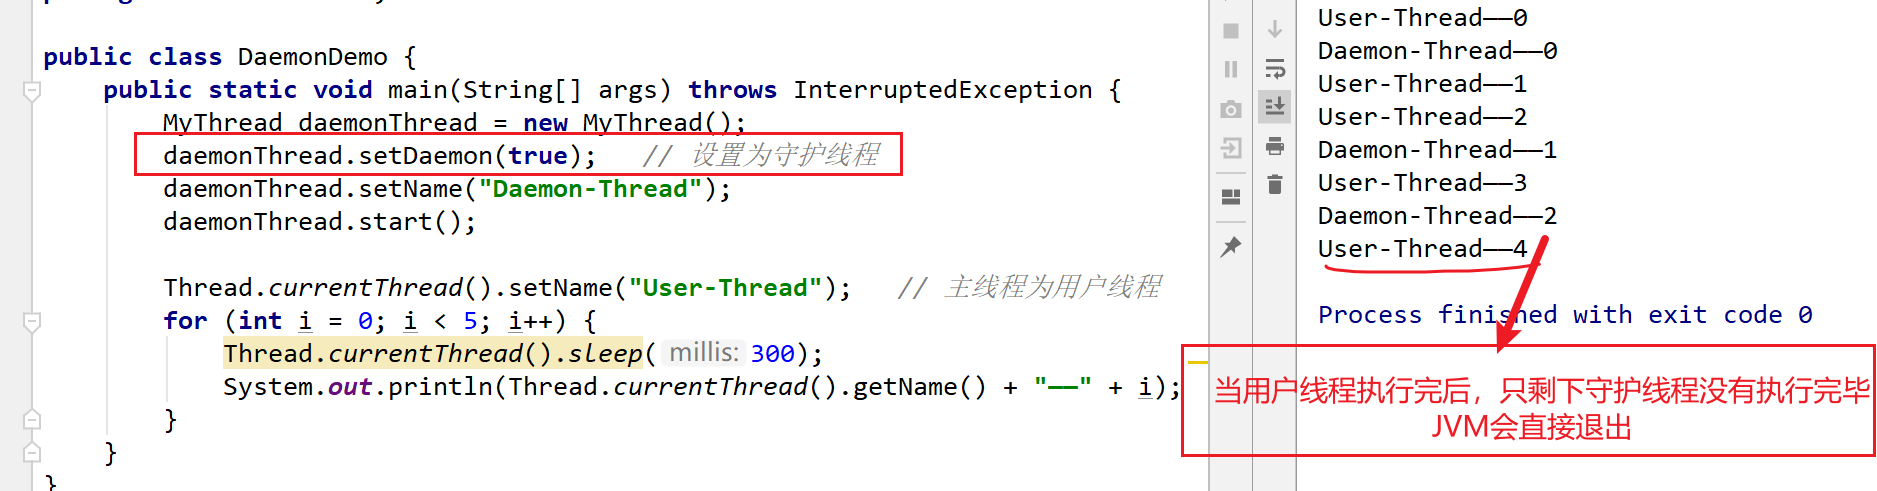 public class DaemonDemo {
public static void main(String[] args) throws InterruptedException {
MyThread daemonThread = new MyThread();
daemonThread.setDaemon(true); // 设置为守护线程
daemonThread.setName("Daemon-Thread");
daemonThread.start();
Thread.currentThread().setName("User-Thread"); // 主线程为用户线程
for (int i = 0; i < 5; i++) {
Thread.currentThread().sleep( millis: 300);
System.out.println(Thread.currentThread().getName() + "——" + i);
}
}
}
User-Thread——0
Daemon-Thread——0
User-Thread——1
User-Thread——2
Daemon-Thread——1
User-Thread——3
Daemon-Thread——2
User-Thread——4
Process finished with exit code 0
当用户线程执行完后，只剩下守护线程没有执行完毕
JVM会直接退出